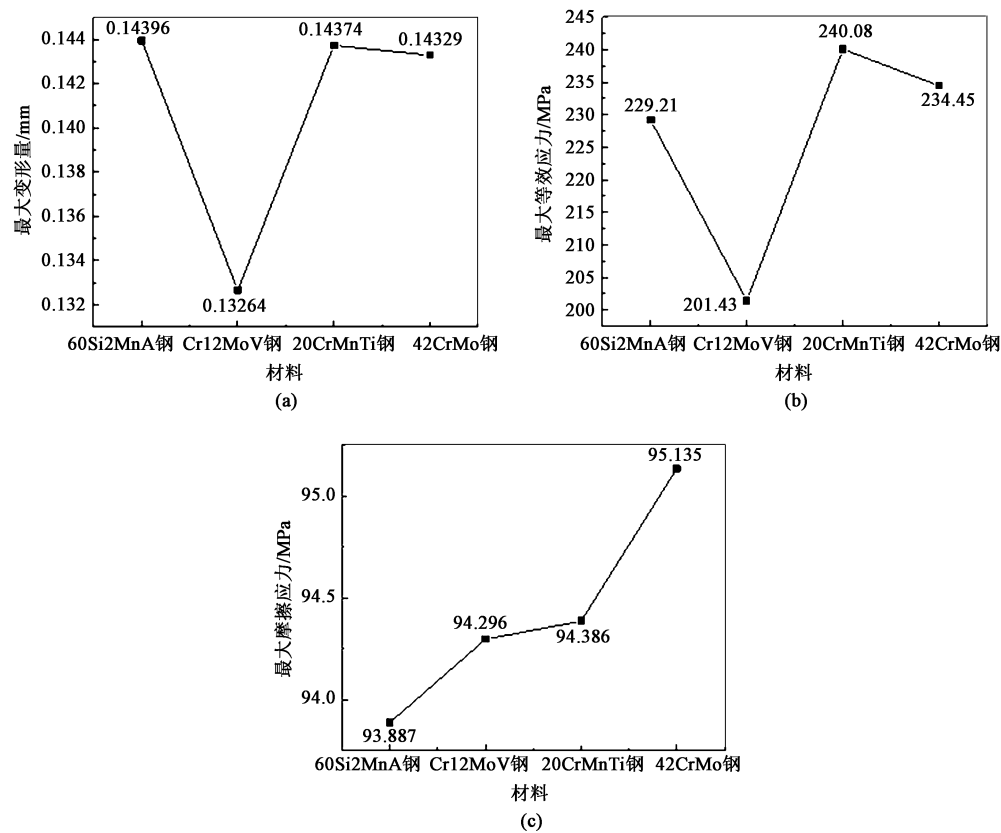 0.144
0.142
0.140
0.138
0.136
0.134
0.132
最大变形量/mm
0.14396
0.14374
0.14329
0.13264
60Si2MnA钢 Cr12MoV钢 20CrMnTi钢 42CrMo钢
材料
(a)
245
240
235
230
225
220
215
210
205
200
最大等效应力/MPa
240.08
229.21
234.45
201.43
60Si2MnA钢 Cr12MoV钢 20CrMnTi钢 42CrMo钢
材料
(b)
95.0
94.5
94.0
最大摩擦应力/MPa
95.135
94.296
94.386
93.887
60Si2MnA钢 Cr12MoV钢 20CrMnTi钢 42CrMo钢
材料
(c)